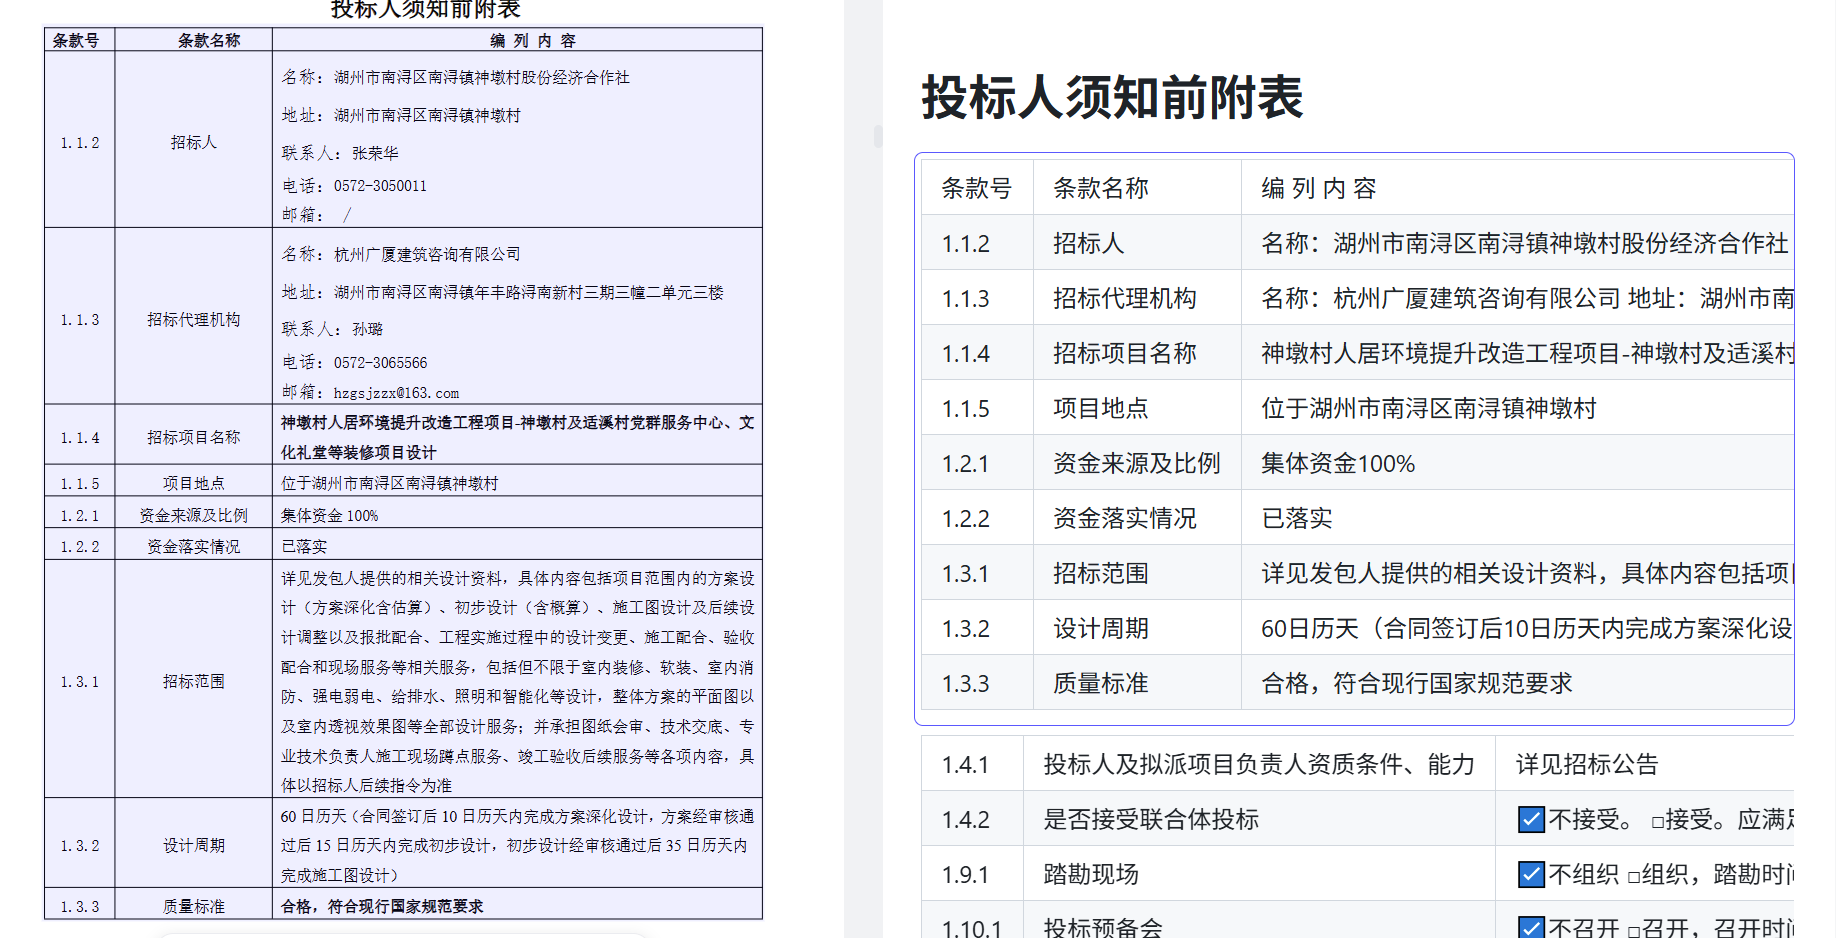 投标人须知前附表
条款号 条款名称 编 列 内 容
1.1.2 招标人
名称：湖州市南浔区南浔镇神墩村股份经济合作社
地址：湖州市南浔区南浔镇神墩村
联系人：张荣华
电话：0572-3050011
邮箱： /
1.1.3 招标代理机构
名称：杭州广厦建筑咨询有限公司
地址：湖州市南浔区南浔镇年丰路浔南新村三期三幢二单元三楼
联系人：孙璐
电话：0572-3065566
邮箱：hzgsjzzx@163.com
1.1.4 招标项目名称
神墩村人居环境提升改造工程项目-神墩村及适溪村党群服务中心、文
化礼堂等装修项目设计
1.1.5 项目地点 位于湖州市南浔区南浔镇神墩村
1.2.1 资金来源及比例 集体资金 100%
1.2.2 资金落实情况 已落实
1.3.1 招标范围
详见发包人提供的相关设计资料，具体内容包括项目范围内的方案设
计（方案深化含估算）、初步设计（含概算）、施工图设计及后续设
计调整以及报批配合、工程实施过程中的设计变更、施工配合、验收
配合和现场服务等相关服务，包括但不限于室内装修、软装、室内消
防、强电弱电、给排水、照明和智能化等设计，整体方案的平面图以
及室内透视效果图等全部设计服务；并承担图纸会审、技术交底、专
业技术负责人施工现场蹲点服务、竣工验收后续服务等各项内容，具
体以招标人后续指令为准
1.3.2 设计周期
60 日历天（合同签订后 10 日历天内完成方案深化设计，方案经审核通
过后 15 日历天内完成初步设计，初步设计经审核通过后 35 日历天内
完成施工图设计）
1.3.3 质量标准 合格，符合现行国家规范要求
投标人须知前附表
条款号 条款名称 编 列 内 容
1.1.2 招标人 名称：湖州市南浔区南浔镇神墩村股份经济合作社
1.1.3 招标代理机构 名称：杭州广厦建筑咨询有限公司 地址：湖州市南
1.1.4 招标项目名称 神墩村人居环境提升改造工程项目-神墩村及适溪村
1.1.5 项目地点 位于湖州市南浔区南浔镇神墩村
1.2.1 资金来源及比例 集体资金100%
1.2.2 资金落实情况 已落实
1.3.1 招标范围 详见发包人提供的相关设计资料，具体内容包括项
1.3.2 设计周期 60日历天（合同签订后10日历天内完成方案深化设
1.3.3 质量标准 合格，符合现行国家规范要求
1.4.1 投标人及拟派项目负责人资质条件、能力 详见招标公告
1.4.2 是否接受联合体投标 ☑不接受。 □接受。应满足
1.9.1 踏勘现场 ☑不组织 □组织，踏勘时间
1.10.1 投标预备会 ☑不召开 □召开，召开时间